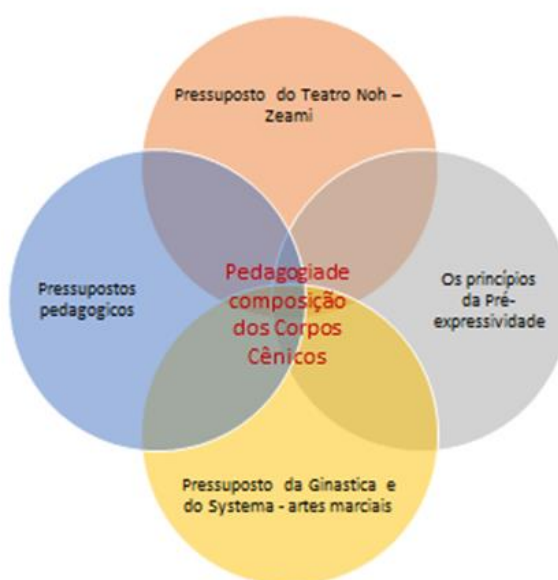 Pressuposto do Teatro Noh –
Zeami
Pressupostos
pedagogicos
Pedagogiade
composição
dos Corpos
Cênicos
Os princípios
da Pré-
expressividade
Pressuposto da Ginastica e
do Systema - artes marciais